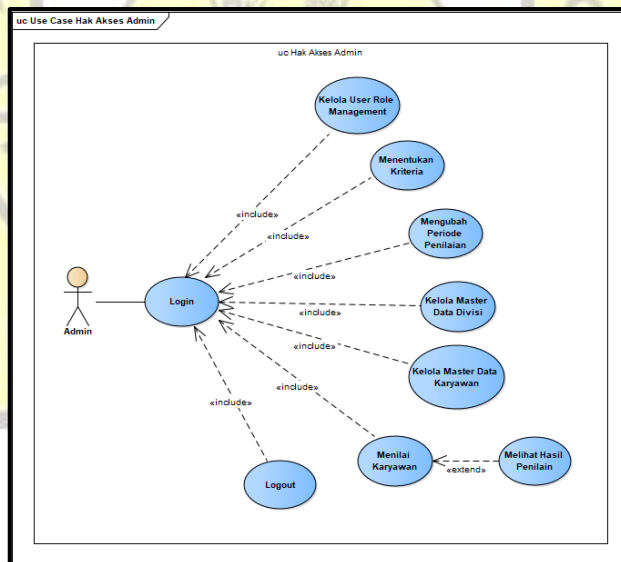 uc Use Case Hak Akses Admin
uc Hak Akses Admin
Kelola User Role
Management
Menentukan
Kriteria
«include»
«include»
Mengubah
Periode
Penilaian
«include»
Admin
Login
Kelola Master
Data Divisi
«include»
«include»
Kelola Master Data
Karyawan
«include»
«include»
Menilai
Karyawan
«extend»
Melihat Hasil
Penilain
Logout